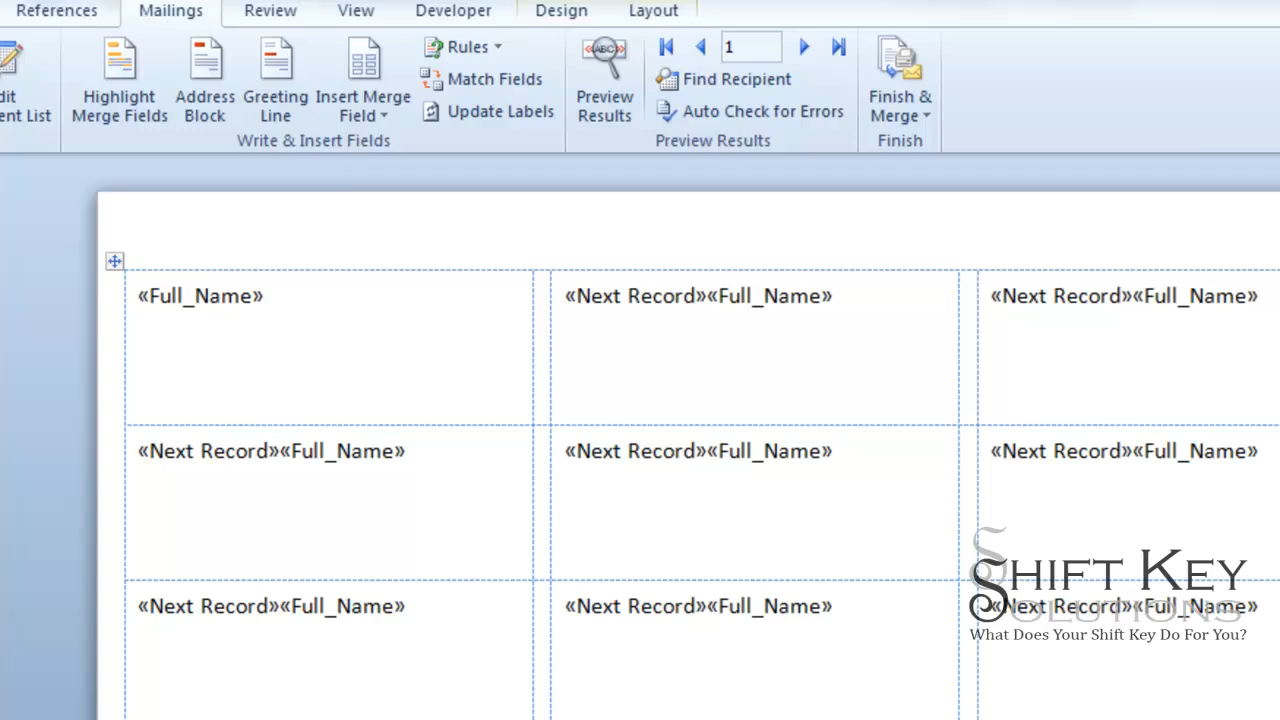 References Mailings Review View Developer Design Layout
Rules
1
Match Fields
Find Recipient
Highlight Merge Fields
Address Block
Greeting Line
Insert Merge Field
Update Labels
Preview Results
Auto Check for Errors
Finish & Merge
ent List
Write & Insert Fields
Preview Results
Finish
«Full_Name» «Next Record»«Full_Name» «Next Record»«Full_Name»
«Next Record»«Full_Name» «Next Record»«Full_Name» «Next Record»«Full_Name»
«Next Record»«Full_Name» «Next Record»«Full_Name» «Next Record»«Full_Name»
SHIFT KEY
SOLUTIONS
What Does Your Shift Key Do For You?